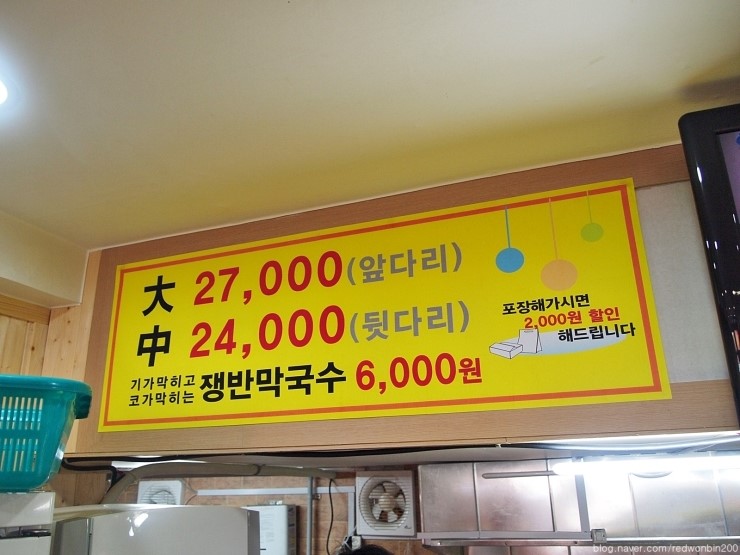 大 27,000(앞다리)
中 24,000(뒷다리)
기가막히고
코가막히는 쟁반막국수 6,000원
포장해가시면
2,000원 할인
해드립니다
blog.naver.com/redwonbin200